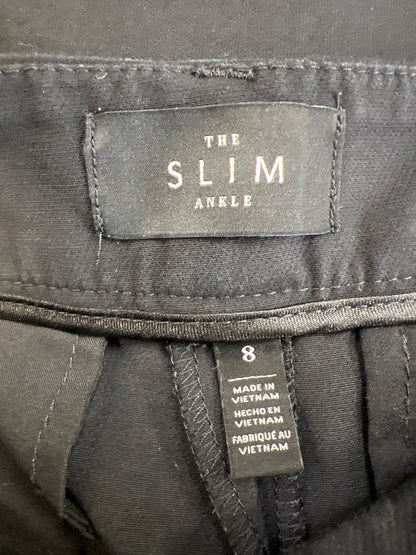 THE
SLIM
ANKLE
8
MADE IN
VIETNAM
HECHO EN
VIETNAM
FABRIQUÉ AU
VIETNAM